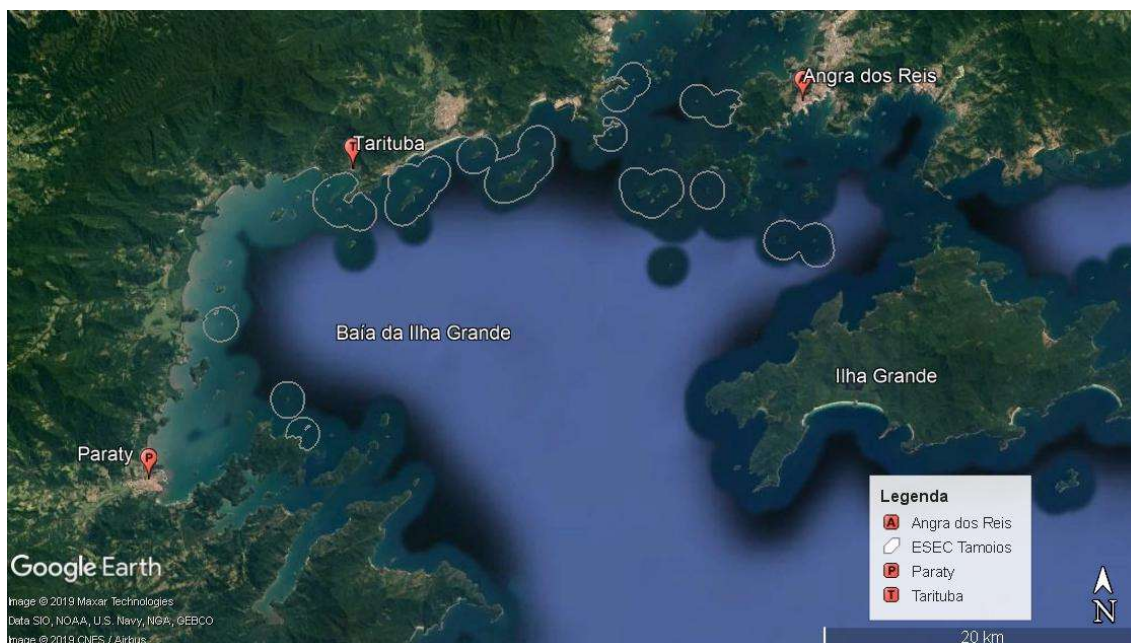 Angra dos Reis
T
Tarituba
Baía da Ilha Grande
Ilha Grande
Paraty
P
Legenda
A Angra dos Reis
ESEC Tamoios
P Paraty
T Tarituba
Google Earth
Image © 2019 Maxar Technologies
Data SIO, NOAA, U.S. Navy, NGA, GEBCO
Image © 2019 CNES / Airbus
N
20 km